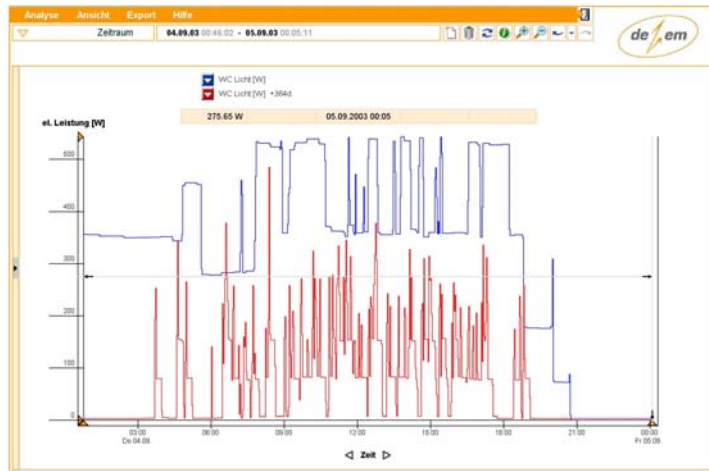 Analyse Ansicht Export Hilfe
Zeitraum 04.09.03 00:46:02 - 05.09.03 00:05:11
de em
WC Licht [W]
WC Licht [W] +364d
275.65 W 05.09.2003 00:05
el. Leistung [W]
500
400
300
200
100
0
03:00 06:00 09:00 12:00 15:00 18:00 21:00 00:00
Do 04.09. Fr 05.09.
Zeit